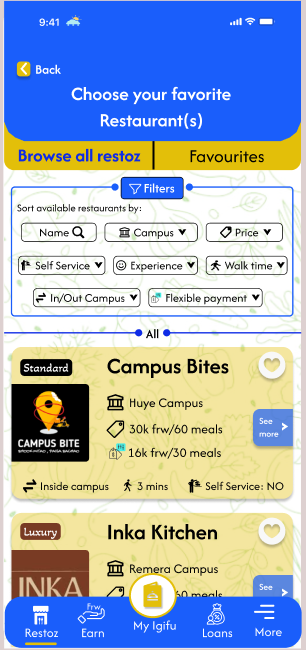 9:41
Back
Choose your favorite
Restaurant(s)
Browse all restoz
Favourites
Filters
Sort available restaurants by:
Name
Campus
Price
Self Service
Experience
Walk time
In/Out Campus
Flexible payment
All
Standard
Campus Bites
CAMPUS BITE
Huye Campus
30k frw/60 meals
16k frw/30 meals
See
more
Inside campus
3 mins
Self Service: NO
Luxury
Inka Kitchen
INKA
Remera Campus
60 meals
See
Restoz
Frw
Earn
My Igifu
Loans
More